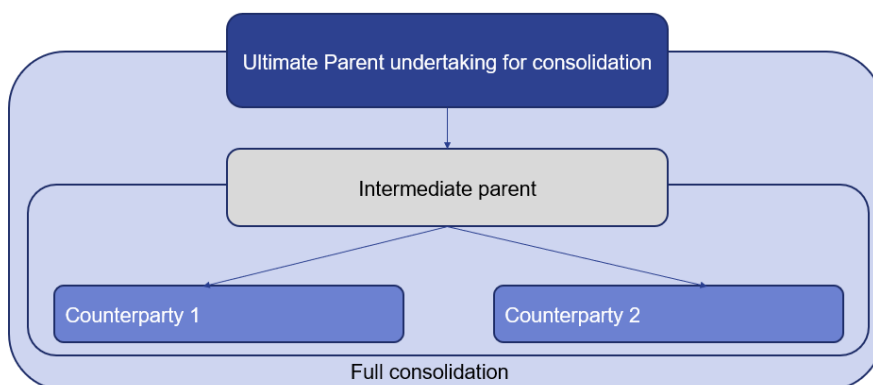 Ultimate Parent undertaking for consolidation
Intermediate parent
Counterparty 1
Counterparty 2
Full consolidation